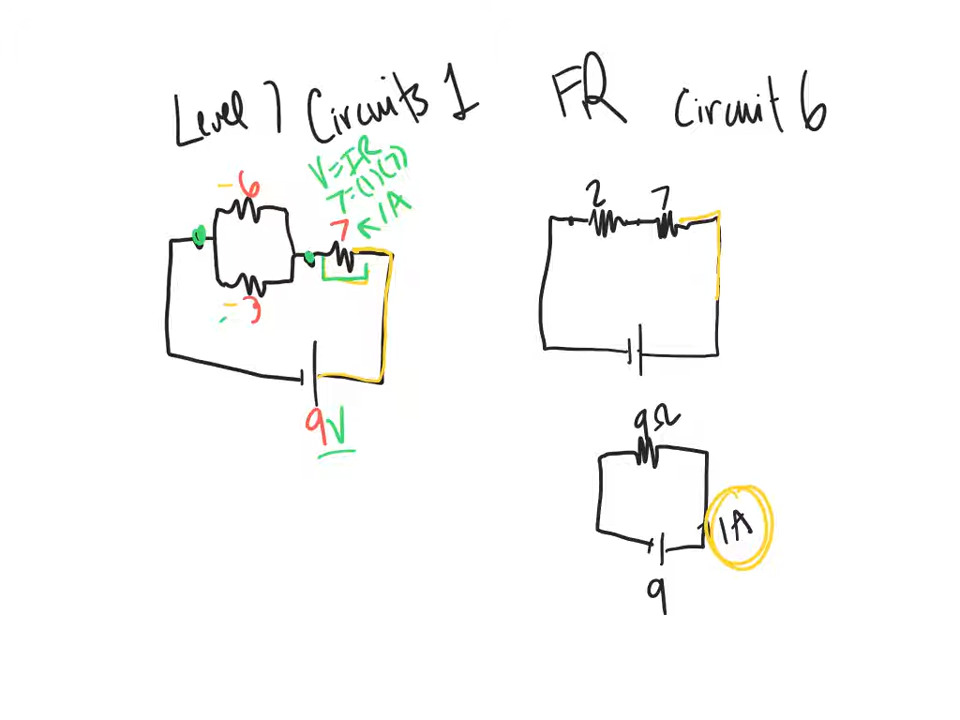 Level 7 Circuits 1
FR Circuit 6
V=IR
7=(1)(7)
1A
-6
7
-3
9V
2 7
9Ω
1A
9